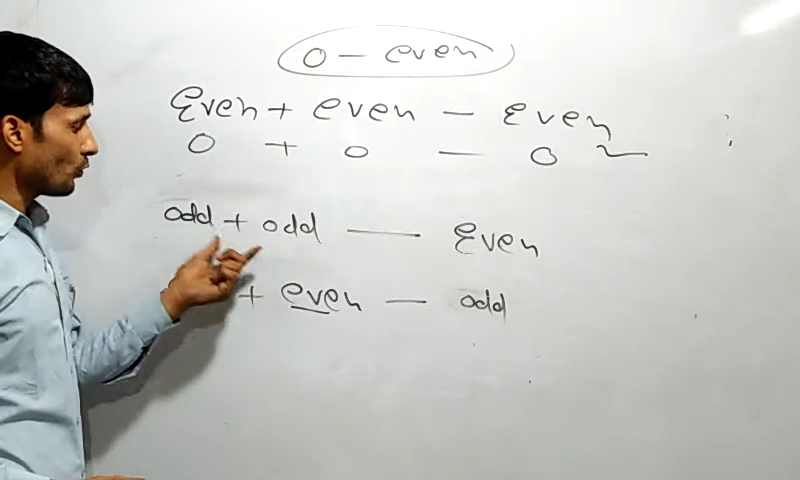 0 — even
Even + even — Even
0 + 0 — 0
odd + odd — Even
+ even — odd